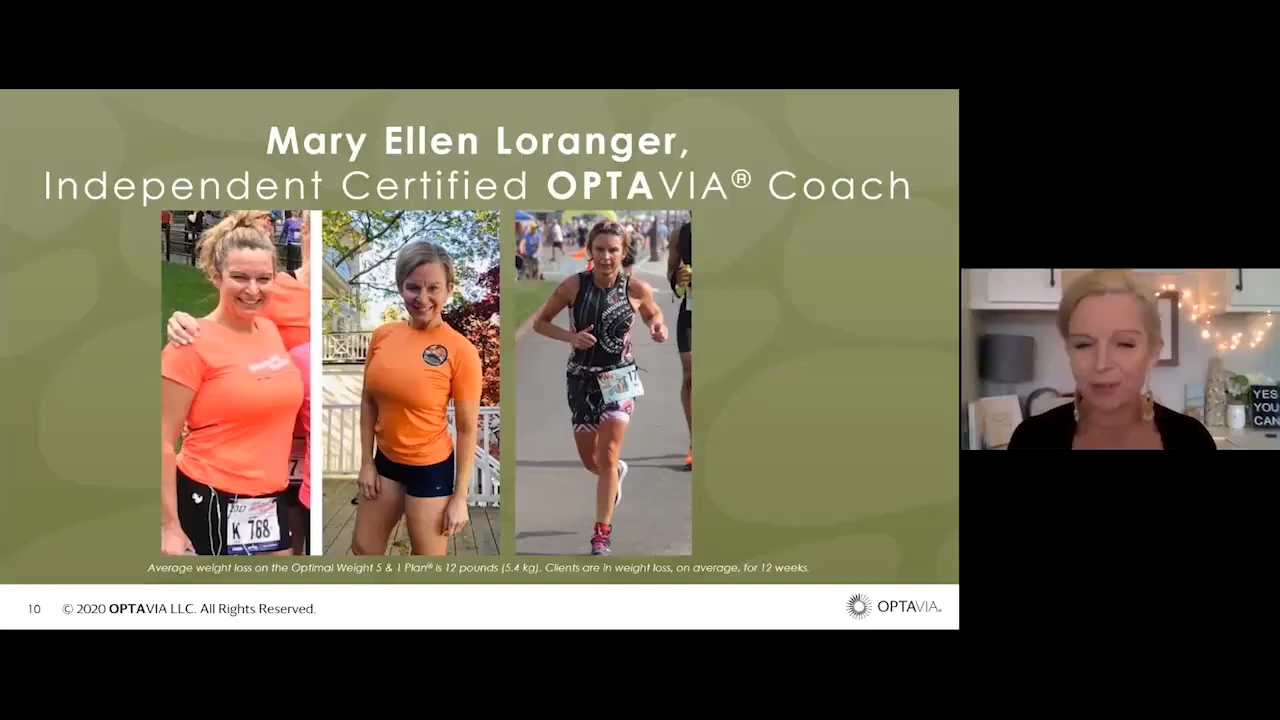 Mary Ellen Loranger,
Independent Certified OPTAVIA® Coach
2017
K 768
17
Average weight loss on the Optimal Weight 5 & 1 Plan® is 12 pounds (5.4 kg). Clients are in weight loss, on average, for 12 weeks.
10 © 2020 OPTAVIA LLC. All Rights Reserved.
OPTAVIA®
YES
YOU
CAN